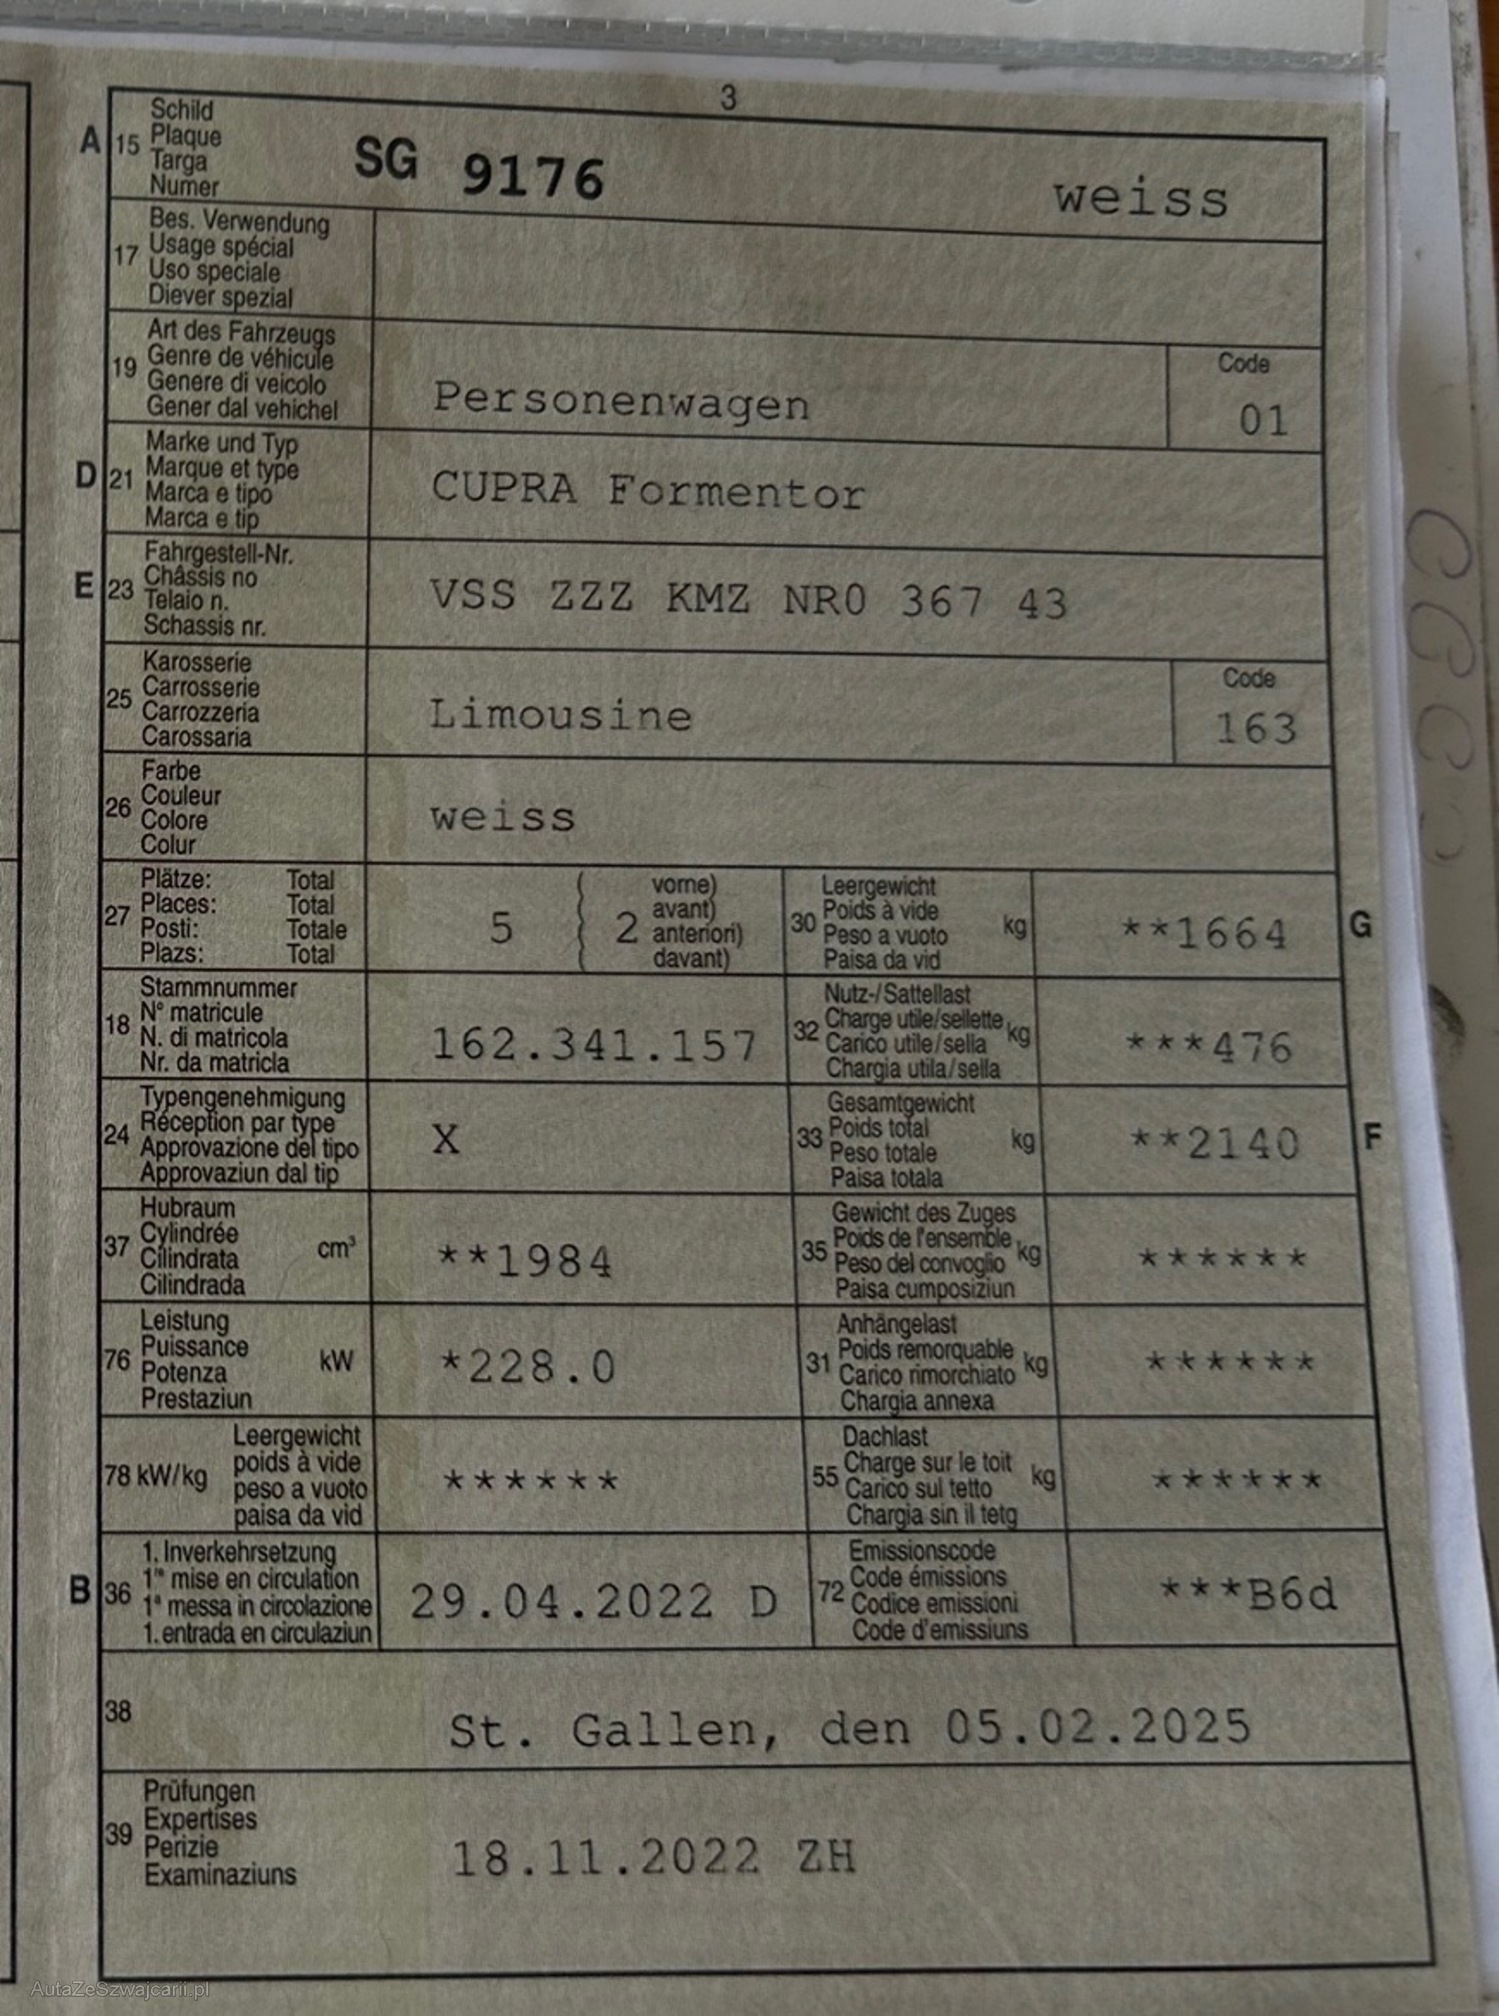 3
A 15 Schild
Plaque
Targa
Numer
SG 9176 weiss
17 Bes. Verwendung
Usage spécial
Uso speciale
Diever spezial
19 Art des Fahrzeugs
Genre de véhicule
Genere di veicolo
Gener dal vehichel
Personenwagen
Code
01
D 21 Marke und Typ
Marque et type
Marca e tipo
Marca e tip
CUPRA Formentor
E 23 Fahrgestell-Nr.
Châssis no
Telaio n.
Schassis nr.
VSS ZZZ KMZ NR0 367 43
25 Karosserie
Carrosserie
Carrozzeria
Carossaria
Limousine
Code
163
26 Farbe
Couleur
Colore
Colur
weiss
27 Plätze: Total
Places: Total
Posti: Totale
Plazs: Total
5 ( 2 vorne)
avant)
anteriori)
davant)
30 Leergewicht
Poids à vide
Peso a vuoto
Paisa da vid
kg
**1664 G
18 Stammnummer
N° matricule
N. di matricola
Nr. da matricla
162.341.157
32 Nutz-/Sattellast
Charge utile/sellette
Carico utile/sella
Chargia utila/sella
kg
***476
24 Typengenehmigung
Réception par type
Approvazione del tipo
Approvaziun dal tip
X
33 Gesamtgewicht
Poids total
Peso totale
Paisa totala
kg
**2140 F
37 Hubraum
Cylindrée
Cilindrata
Cilindrada
cm³
**1984
35 Gewicht des Zuges
Poids de l'ensemble
Peso del convoglio
Paisa cumposiziun
kg
******
76 Leistung
Puissance
Potenza
Prestaziun
kW
*228.0
31 Anhängelast
Poids remorquable
Carico rimorchiato
Chargia annexa
kg
******
78 kW/kg Leergewicht
poids à vide
peso a vuoto
paisa da vid
******
55 Dachlast
Charge sur le toit
Carico sul tetto
Chargia sin il tetg
kg
******
B 36 1. Inverkehrsetzung
1re mise en circulation
1a messa in circolazione
1. entrada en circulaziun
29.04.2022 D
72 Emissionscode
Code émissions
Codice emissioni
Code d'emissiuns
***B6d
38
St. Gallen, den 05.02.2025
39 Prüfungen
Expertises
Perizie
Examinaziuns
18.11.2022 ZH
AutaZeSzwajcarii.pl